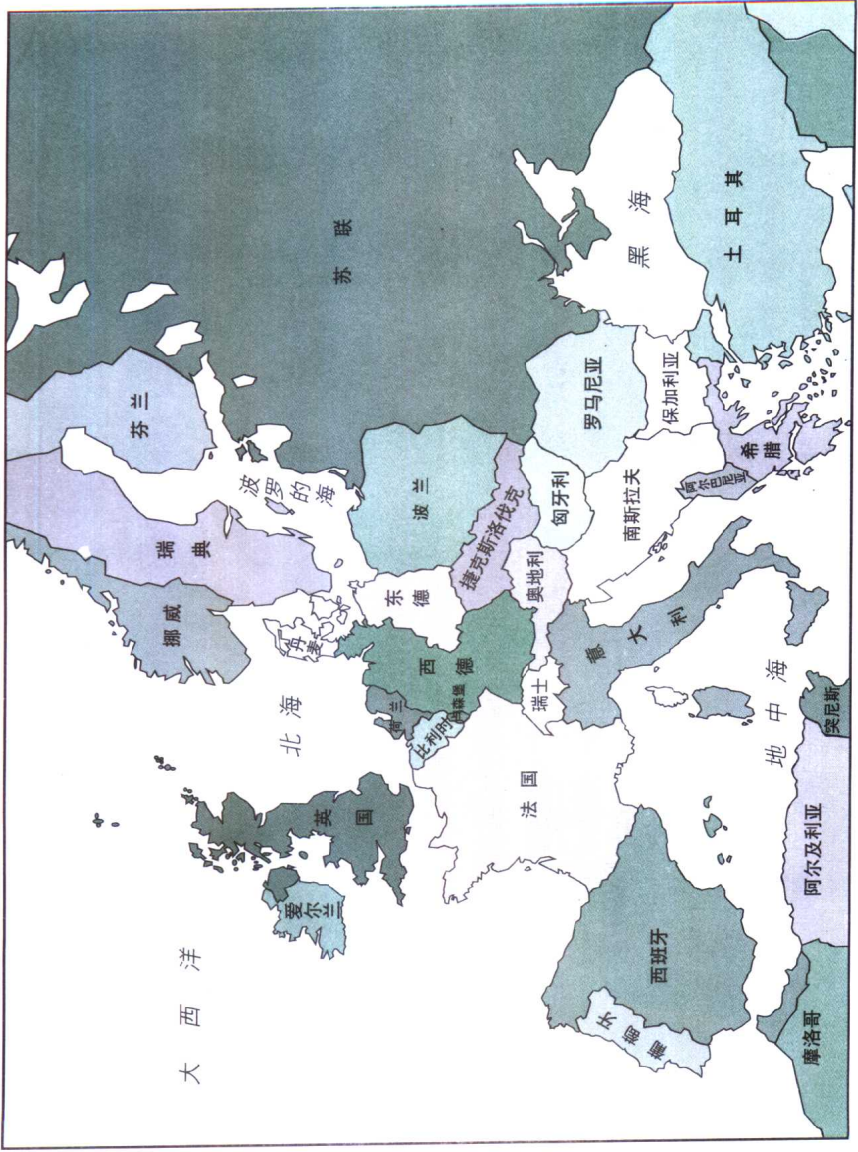 大西洋
北海
波罗的海
黑海
地中海
挪威
瑞典
芬兰
苏联
丹麦
爱尔兰
英国
荷兰
比利时
卢森堡
西德
东德
波兰
捷克斯洛伐克
法国
瑞士
奥地利
匈牙利
罗马尼亚
保加利亚
南斯拉夫
阿尔巴尼亚
希腊
土耳其
意大利
西班牙
葡萄牙
摩洛哥
阿尔及利亚
突尼斯